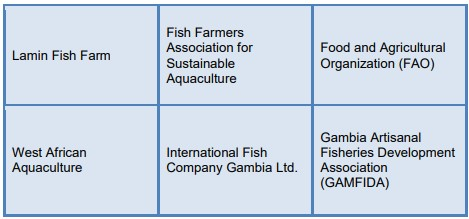 Lamin Fish Farm
Fish Farmers
Association for
Sustainable
Aquaculture
Food and Agricultural
Organization (FAO)
West African
Aquaculture
International Fish
Company Gambia Ltd.
Gambia Artisanal
Fisheries Development
Association
(GAMFIDA)